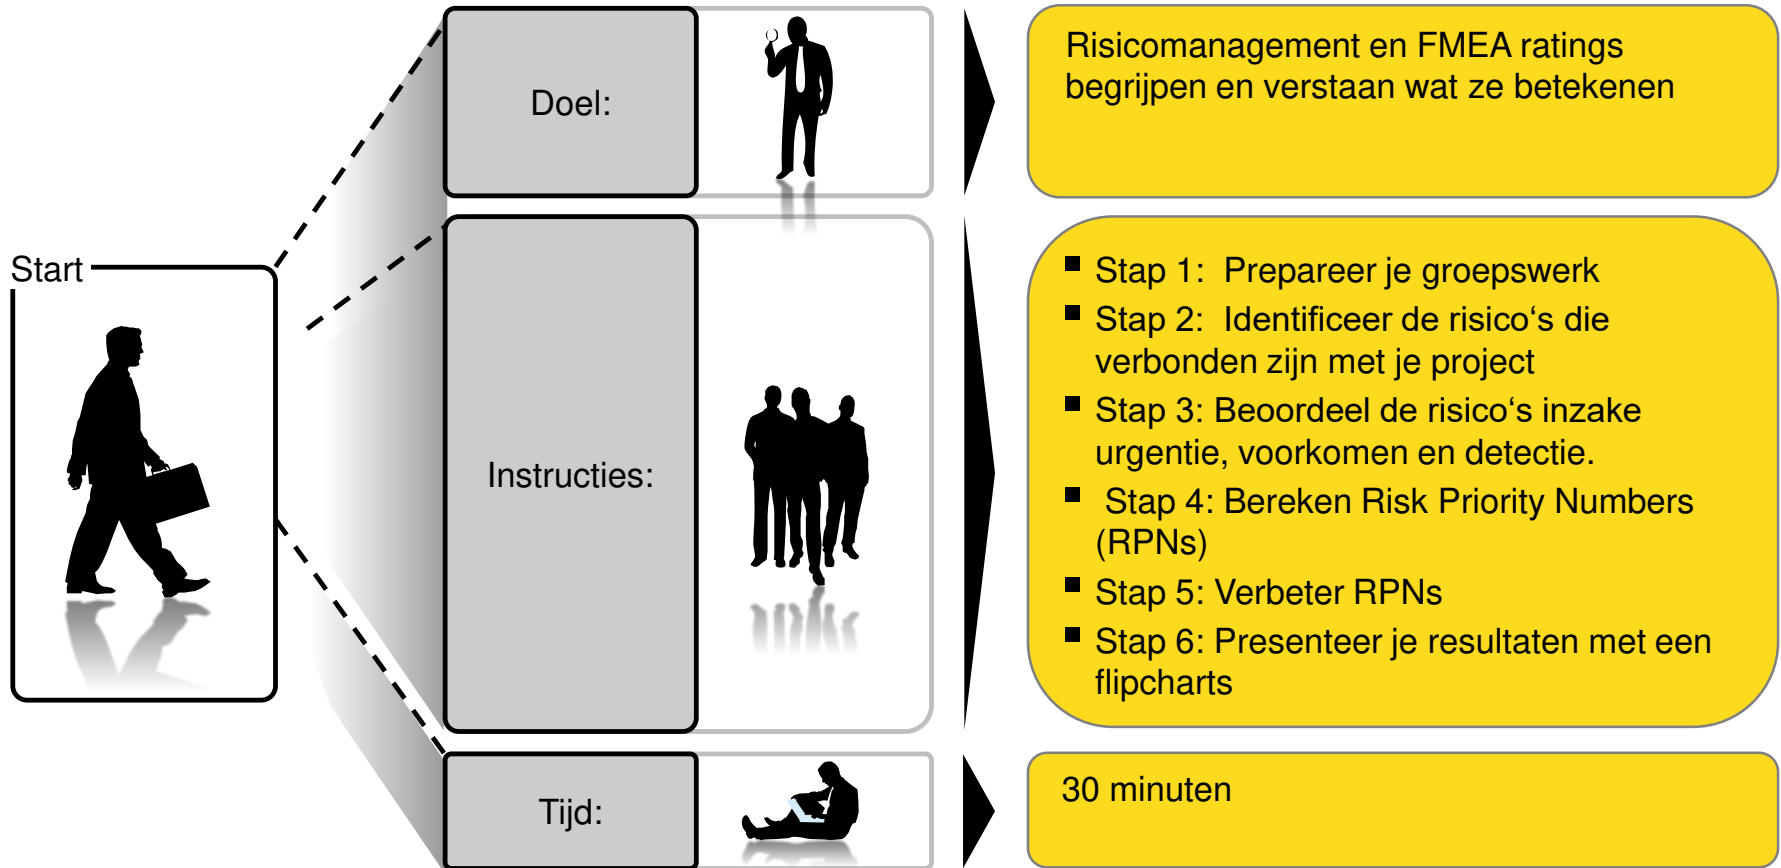 Start
Doel:
Risicomanagement en FMEA ratings
begrijpen en verstaan wat ze betekenen
Instructies:
■ Stap 1:  Prepareer je groepswerk
■ Stap 2:  Identificeer de risico‘s die
verbonden zijn met je project
■ Stap 3: Beoordeel de risico‘s inzake
urgentie, voorkomen en detectie.
■ Stap 4: Bereken Risk Priority Numbers
(RPNs)
■ Stap 5: Verbeter RPNs
■ Stap 6: Presenteer je resultaten met een
flipcharts
Tijd:
30 minuten